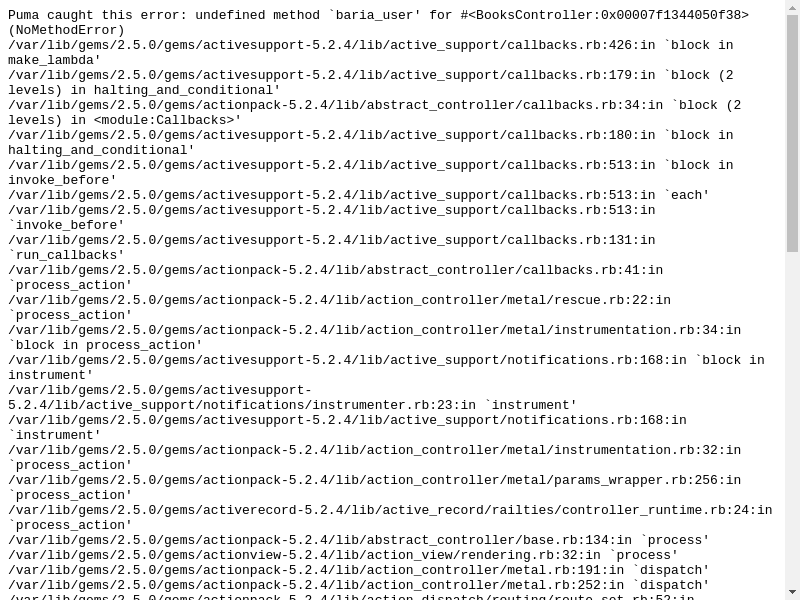 Puma caught this error: undefined method `baria_user' for #<BooksController:0x00007f1344050f38>
(NoMethodError)
/var/lib/gems/2.5.0/gems/activesupport-5.2.4/lib/active_support/callbacks.rb:426:in `block in
make_lambda'
/var/lib/gems/2.5.0/gems/activesupport-5.2.4/lib/active_support/callbacks.rb:179:in `block (2
levels) in halting_and_conditional'
/var/lib/gems/2.5.0/gems/actionpack-5.2.4/lib/abstract_controller/callbacks.rb:34:in `block (2
levels) in <module:Callbacks>'
/var/lib/gems/2.5.0/gems/activesupport-5.2.4/lib/active_support/callbacks.rb:180:in `block in
halting_and_conditional'
/var/lib/gems/2.5.0/gems/activesupport-5.2.4/lib/active_support/callbacks.rb:513:in `block in
invoke_before'
/var/lib/gems/2.5.0/gems/activesupport-5.2.4/lib/active_support/callbacks.rb:513:in `each'
/var/lib/gems/2.5.0/gems/activesupport-5.2.4/lib/active_support/callbacks.rb:513:in
`invoke_before'
/var/lib/gems/2.5.0/gems/activesupport-5.2.4/lib/active_support/callbacks.rb:131:in
`run_callbacks'
/var/lib/gems/2.5.0/gems/actionpack-5.2.4/lib/abstract_controller/callbacks.rb:41:in
`process_action'
/var/lib/gems/2.5.0/gems/actionpack-5.2.4/lib/action_controller/metal/rescue.rb:22:in
`process_action'
/var/lib/gems/2.5.0/gems/actionpack-5.2.4/lib/action_controller/metal/instrumentation.rb:34:in
`block in process_action'
/var/lib/gems/2.5.0/gems/activesupport-5.2.4/lib/active_support/notifications.rb:168:in `block in
instrument'
/var/lib/gems/2.5.0/gems/activesupport-
5.2.4/lib/active_support/notifications/instrumenter.rb:23:in `instrument'
/var/lib/gems/2.5.0/gems/activesupport-5.2.4/lib/active_support/notifications.rb:168:in
`instrument'
/var/lib/gems/2.5.0/gems/actionpack-5.2.4/lib/action_controller/metal/instrumentation.rb:32:in
`process_action'
/var/lib/gems/2.5.0/gems/actionpack-5.2.4/lib/action_controller/metal/params_wrapper.rb:256:in
`process_action'
/var/lib/gems/2.5.0/gems/activerecord-5.2.4/lib/active_record/railties/controller_runtime.rb:24:in
`process_action'
/var/lib/gems/2.5.0/gems/actionpack-5.2.4/lib/abstract_controller/base.rb:134:in `process'
/var/lib/gems/2.5.0/gems/actionview-5.2.4/lib/action_view/rendering.rb:32:in `process'
/var/lib/gems/2.5.0/gems/actionpack-5.2.4/lib/action_controller/metal.rb:191:in `dispatch'
/var/lib/gems/2.5.0/gems/actionpack-5.2.4/lib/action_controller/metal.rb:252:in `dispatch'
/var/lib/gems/2.5.0/gems/actionpack-5.2.4/lib/action_dispatch/routing/route_set.rb:52:in